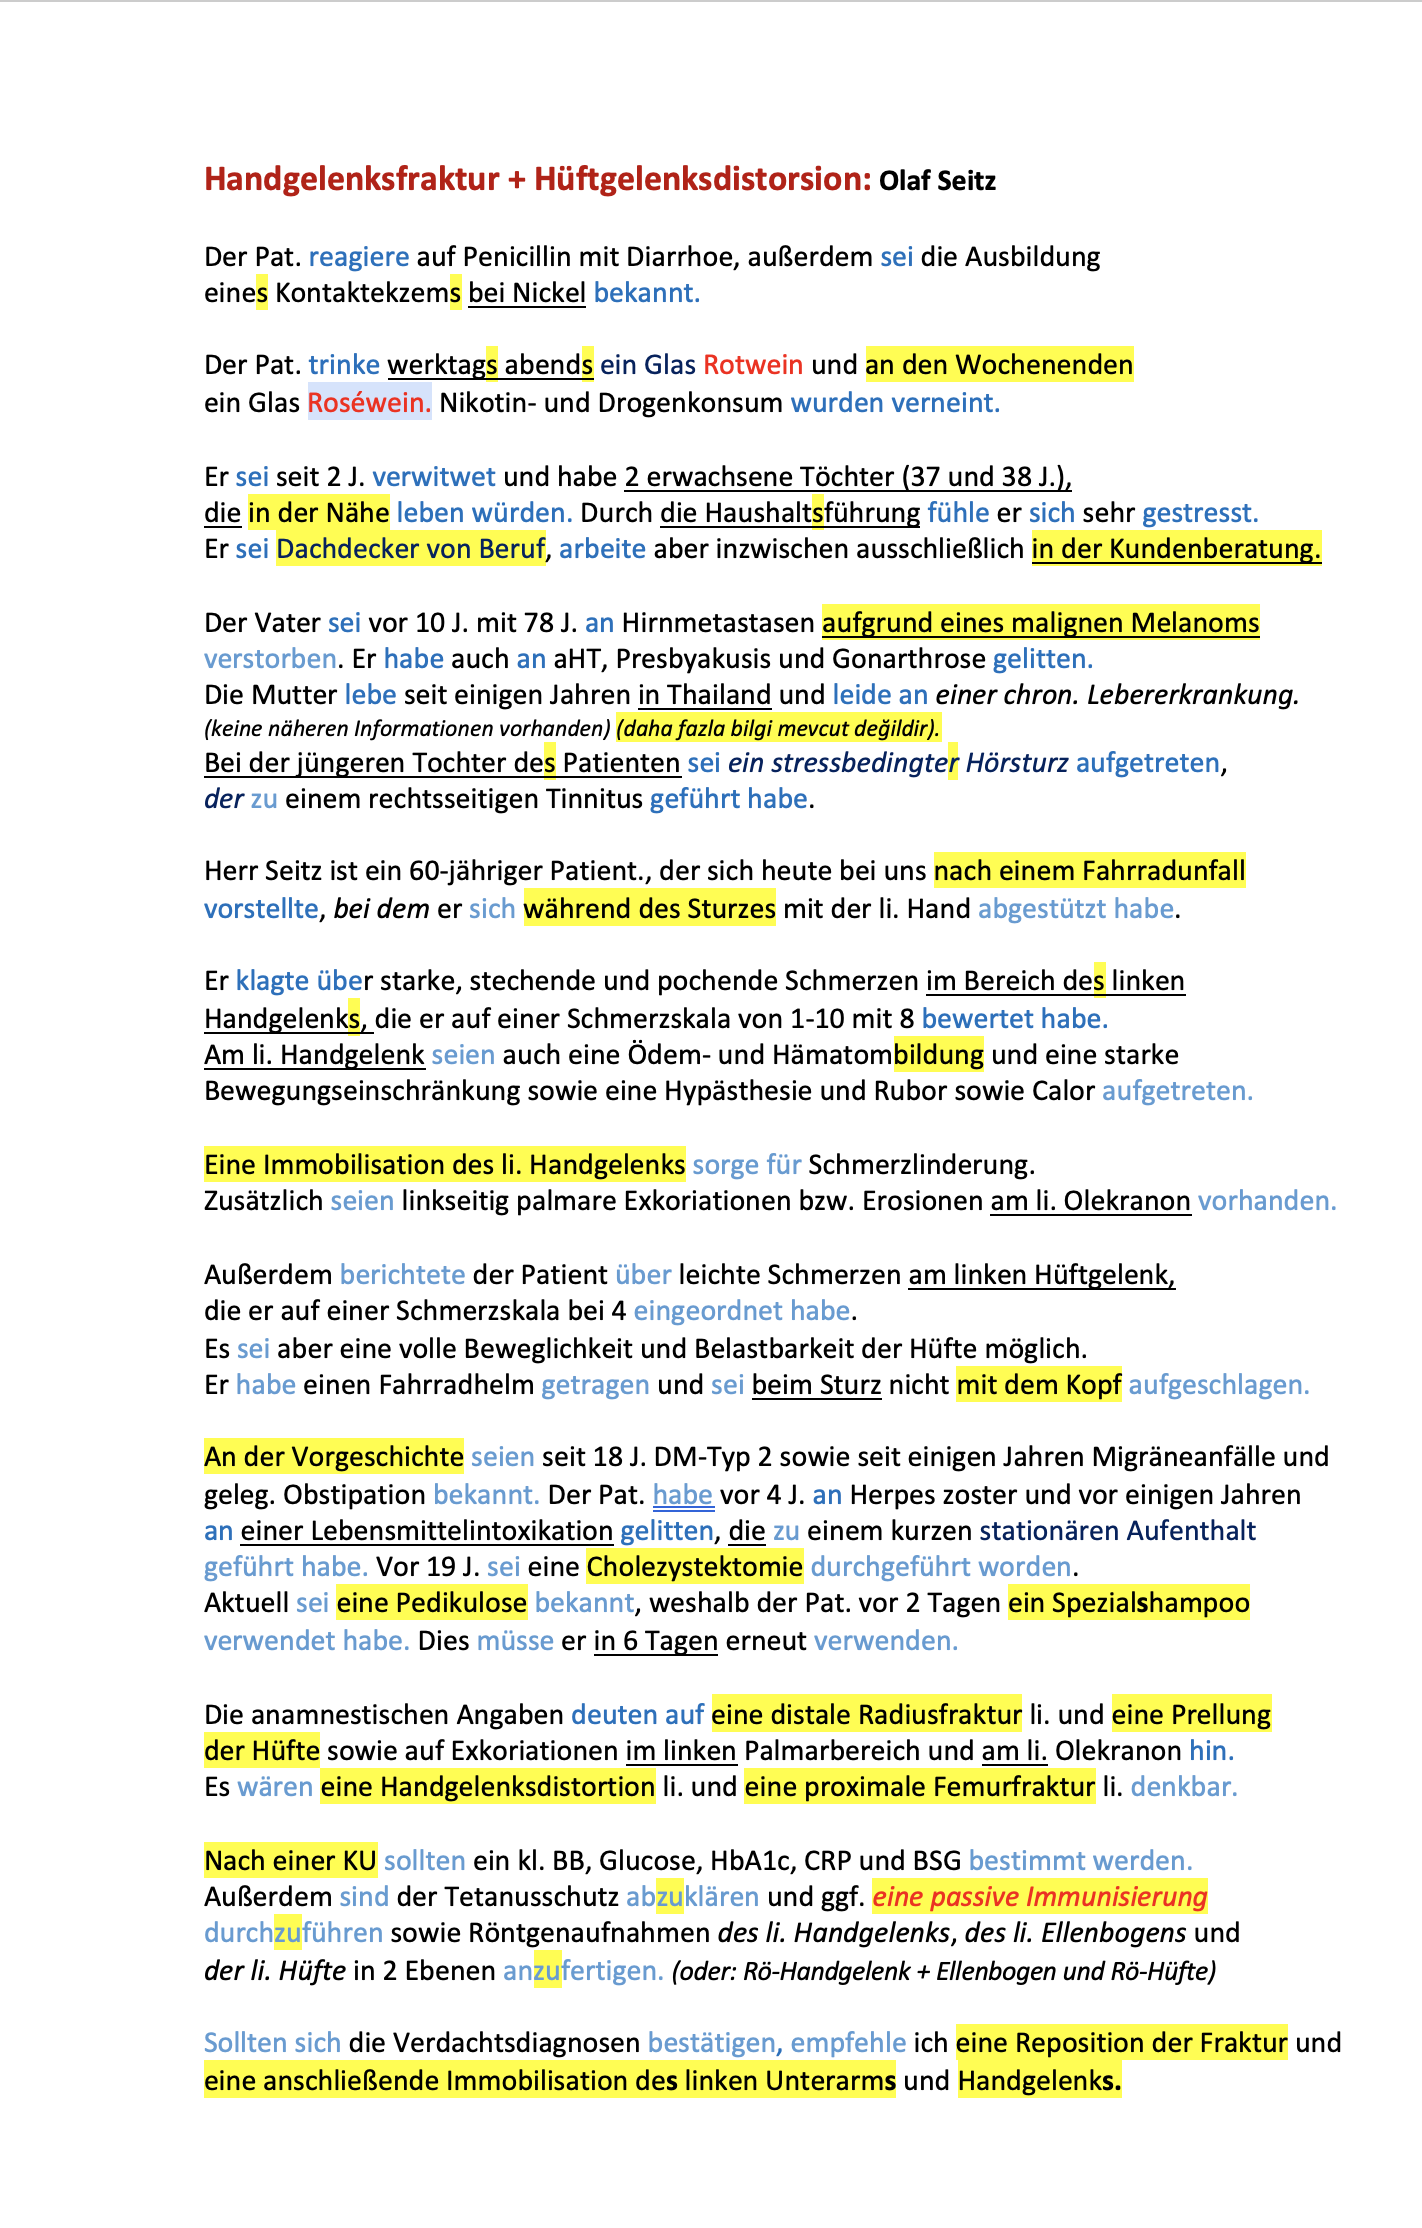 Handgelenksfraktur + Hüftgelenksdistorsion: Olaf Seitz
Der Pat. reagiere auf Penicillin mit Diarrhoe, außerdem sei die Ausbildung
eines Kontaktekzems bei Nickel bekannt.
Der Pat. trinke werktags abends ein Glas Rotwein und an den Wochenenden
ein Glas Roséwein. Nikotin- und Drogenkonsum wurden verneint.
Er sei seit 2 J. verwitwet und habe 2 erwachsene Töchter (37 und 38 J.),
die in der Nähe leben würden. Durch die Haushaltsführung fühle er sich sehr gestresst.
Er sei Dachdecker von Beruf, arbeite aber inzwischen ausschließlich in der Kundenberatung.
Der Vater sei vor 10 J. mit 78 J. an Hirnmetastasen aufgrund eines malignen Melanoms
verstorben. Er habe auch an aHT, Presbyakusis und Gonarthrose gelitten.
Die Mutter lebe seit einigen Jahren in Thailand und leide an einer chron. Lebererkrankung.
(keine näheren Informationen vorhanden) (daha fazla bilgi mevcut değildir).
Bei der jüngeren Tochter des Patienten sei ein stressbedingter Hörsturz aufgetreten,
der zu einem rechtsseitigen Tinnitus geführt habe.
Herr Seitz ist ein 60-jähriger Patient., der sich heute bei uns nach einem Fahrradunfall
vorstellte, bei dem er sich während des Sturzes mit der li. Hand abgestützt habe.
Er klagte über starke, stechende und pochende Schmerzen im Bereich des linken
Handgelenks, die er auf einer Schmerzskala von 1-10 mit 8 bewertet habe.
Am li. Handgelenk seien auch eine Ödem- und Hämatombildung und eine starke
Bewegungseinschränkung sowie eine Hypästhesie und Rubor sowie Calor aufgetreten.
Eine Immobilisation des li. Handgelenks sorge für Schmerzlinderung.
Zusätzlich seien linkseitig palmare Exkoriationen bzw. Erosionen am li. Olekranon vorhanden.
Außerdem berichtete der Patient über leichte Schmerzen am linken Hüftgelenk,
die er auf einer Schmerzskala bei 4 eingeordnet habe.
Es sei aber eine volle Beweglichkeit und Belastbarkeit der Hüfte möglich.
Er habe einen Fahrradhelm getragen und sei beim Sturz nicht mit dem Kopf aufgeschlagen.
An der Vorgeschichte seien seit 18 J. DM-Typ 2 sowie seit einigen Jahren Migräneanfälle und
geleg. Obstipation bekannt. Der Pat. habe vor 4 J. an Herpes zoster und vor einigen Jahren
an einer Lebensmittelintoxikation gelitten, die zu einem kurzen stationären Aufenthalt
geführt habe. Vor 19 J. sei eine Cholezystektomie durchgeführt worden.
Aktuell sei eine Pedikulose bekannt, weshalb der Pat. vor 2 Tagen ein Spezialshampoo
verwendet habe. Dies müsse er in 6 Tagen erneut verwenden.
Die anamnestischen Angaben deuten auf eine distale Radiusfraktur li. und eine Prellung
der Hüfte sowie auf Exkoriationen im linken Palmarbereich und am li. Olekranon hin.
Es wären eine Handgelenksdistortion li. und eine proximale Femurfraktur li. denkbar.
Nach einer KU sollten ein kl. BB, Glucose, HbA1c, CRP und BSG bestimmt werden.
Außerdem sind der Tetanusschutz abzuklären und ggf. eine passive Immunisierung
durchzuführen sowie Röntgenaufnahmen des li. Handgelenks, des li. Ellenbogens und
der li. Hüfte in 2 Ebenen anzufertigen. (oder: Rö-Handgelenk + Ellenbogen und Rö-Hüfte)
Sollten sich die Verdachtsdiagnosen bestätigen, empfehle ich eine Reposition der Fraktur und
eine anschließende Immobilisation des linken Unterarms und Handgelenks.